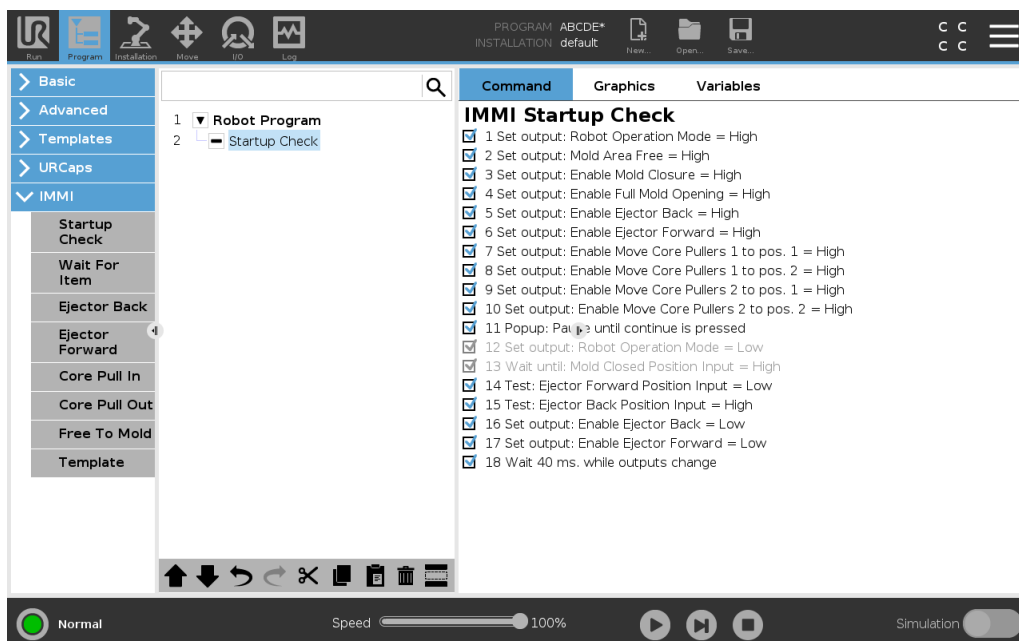 PROGRAM ABCDE*
INSTALLATION default
UR
Run
Program
Installation
Move
I/O
Log
New...
Open...
Save...
C C
C C
Basic
Advanced
Templates
URCaps
IMMI
Startup
Check
Wait For
Item
Ejector Back
Ejector
Forward
Core Pull In
Core Pull Out
Free To Mold
Template
1 Robot Program
2 Startup Check
Command Graphics Variables
IMMI Startup Check
1 Set output: Robot Operation Mode = High
2 Set output: Mold Area Free = High
3 Set output: Enable Mold Closure = High
4 Set output: Enable Full Mold Opening = High
5 Set output: Enable Ejector Back = High
6 Set output: Enable Ejector Forward = High
7 Set output: Enable Move Core Pullers 1 to pos. 1 = High
8 Set output: Enable Move Core Pullers 1 to pos. 2 = High
9 Set output: Enable Move Core Pullers 2 to pos. 1 = High
10 Set output: Enable Move Core Pullers 2 to pos. 2 = High
11 Popup: Pause until continue is pressed
12 Set output: Robot Operation Mode = Low
13 Wait until: Mold Closed Position Input = High
14 Test: Ejector Forward Position Input = Low
15 Test: Ejector Back Position Input = High
16 Set output: Enable Ejector Back = Low
17 Set output: Enable Ejector Forward = Low
18 Wait 40 ms. while outputs change
Normal
Speed 100%
Simulation